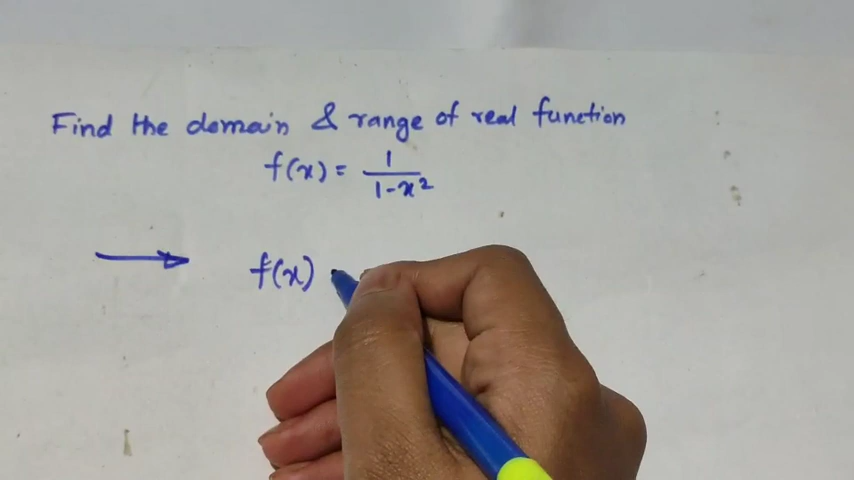 Find the domain & range of real function
f(x) = 1/(1-x²)
→ f(x)